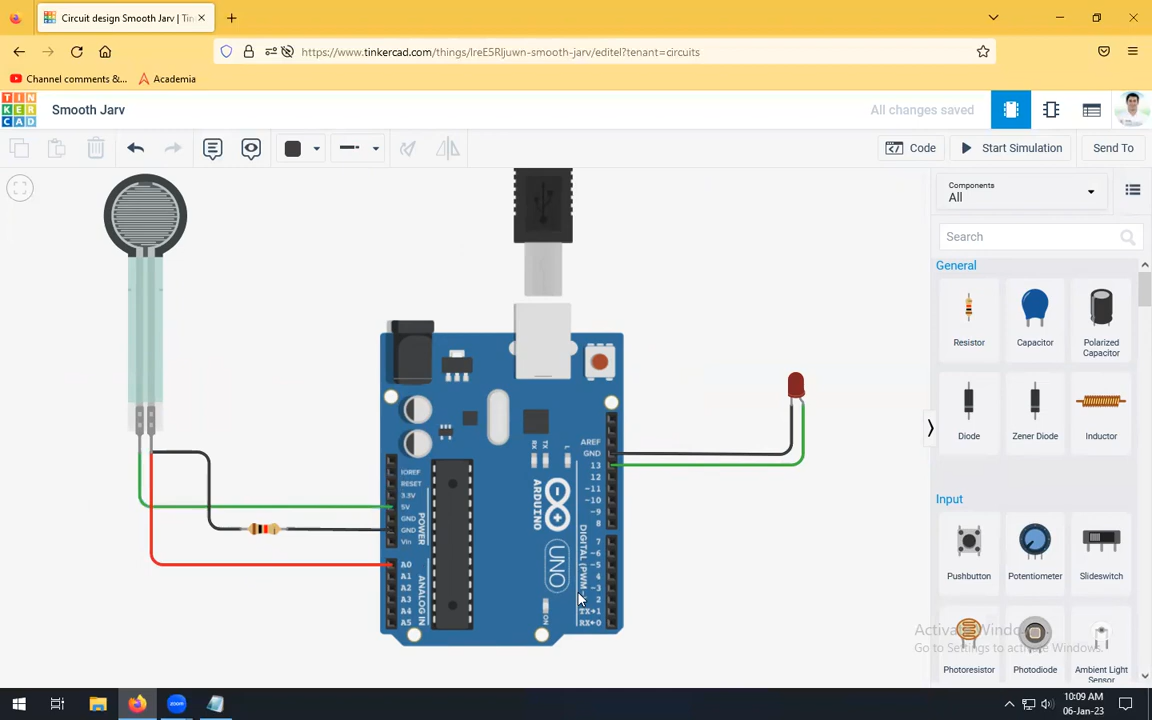 Circuit design Smooth Jarv | Tin
https://www.tinkercad.com/things/lreE5RIjuwn-smooth-jarv/editel?tenant=circuits
Channel comments &...
Academia
TIN
KER
CAD
Smooth Jarv
All changes saved
Code
Start Simulation
Send To
Components
All
Search
General
Resistor
Capacitor
Polarized
Capacitor
Diode
Zener Diode
Inductor
Input
Pushbutton
Potentiometer
Slideswitch
Photoresistor
Photodiode
Ambient Light
Sensor
IOREF
RESET
3.3V
5V
GND
GND
Vin
POWER
A0
A1
A2
A3
A4
A5
ANALOG IN
RX
TX
L
ARDUINO
UNO
ON
AREF
GND
13
12
~11
~10
~9
8
7
~6
~5
4
~3
2
TX→1
RX←0
DIGITAL (PWM~
Activate Windows
Go to Settings to activate Windows.
10:09 AM
06-Jan-23